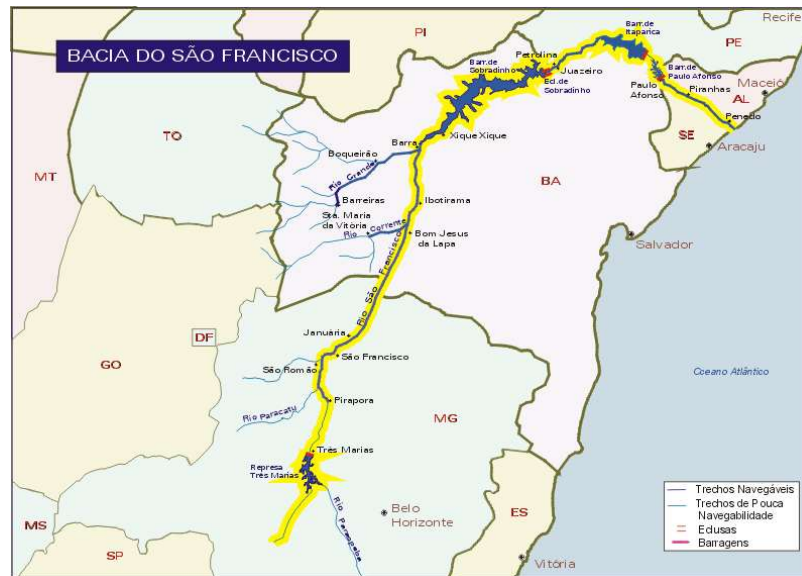 BACIA DO SÃO FRANCISCO
PI
Recife
PE
Barr.de
Itaparica
Petrolina
Barr.de
Sobradinho
Juazeiro
Ecl.de
Sobradinho
Barr.de
Paulo Afonso
Paulo
Afonso
Piranhas
Maceió
AL
Penedo
SE
Aracaju
Xique Xique
Barra
Boqueirão
TO
MT
Rio Grande
Barreiras
BA
Ibotirama
Stа. Maria
da Vitória
Rio Corrente
Bom Jesus
da Lapa
Salvador
Rio São Francisco
Januária
DF
São Francisco
São Romão
GO
Oceano Atlântico
Pirapora
Rio Paracatu
MG
Três Marias
Represa
Três Marias
Rio Paraopeba
Belo
Horizonte
ES
MS
SP
Vitória
Trechos Navegáveis
Trechos de Pouca
Navegabilidade
Eclusas
Barragens